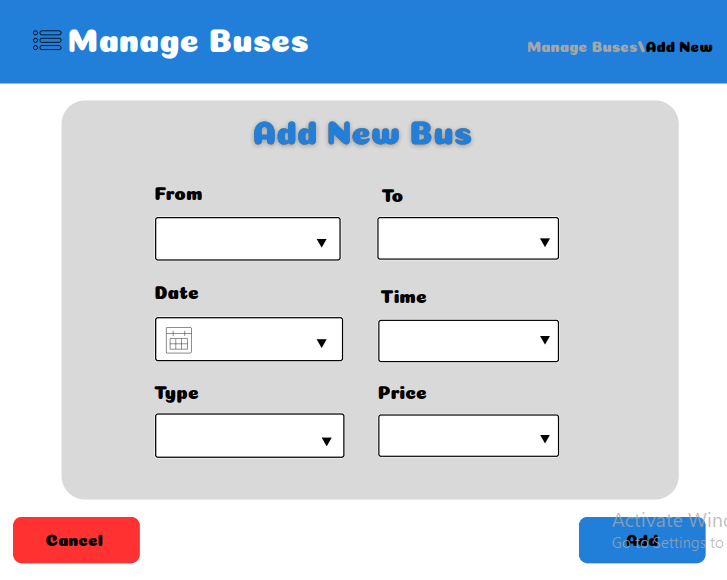 Manage Buses
Manage Buses\Add New
Add New Bus
From
To
Date
Time
Type
Price
Cancel
Add
Activate Wind
Go to Settings to